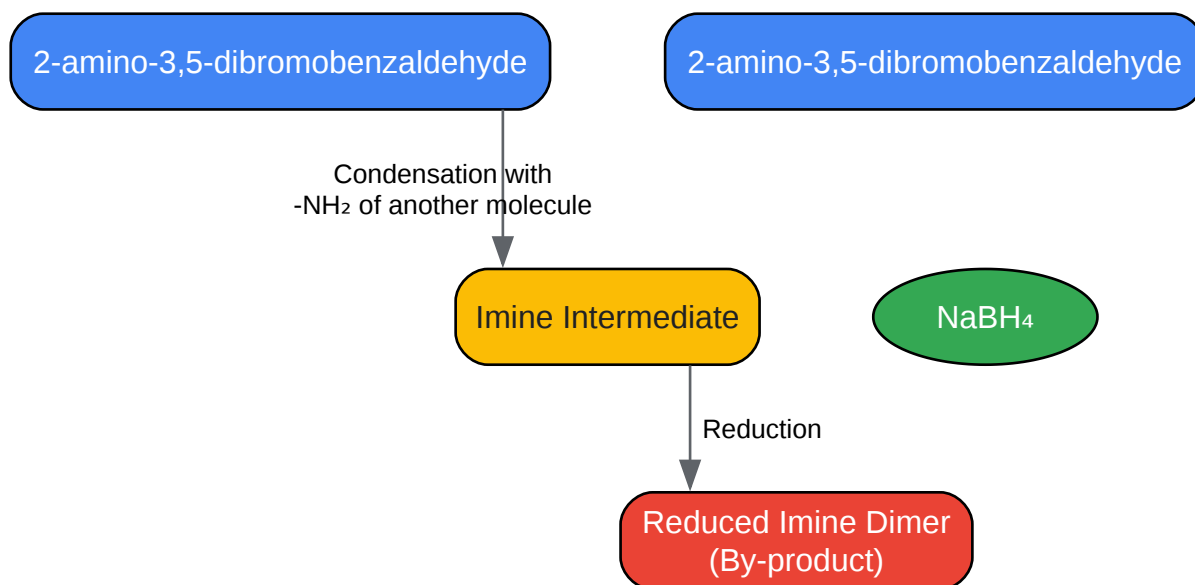 2-amino-3,5-dibromobenzaldehyde
2-amino-3,5-dibromobenzaldehyde
Condensation with
-NH₂ of another molecule
Imine Intermediate
NaBH₄
Reduction
Reduced Imine Dimer
(By-product)